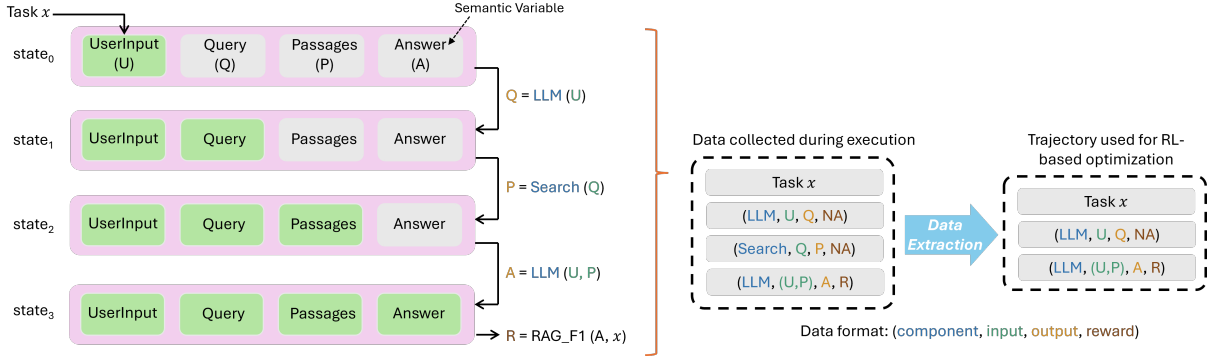 Task x
Semantic Variable
state0
UserInput
(U)
Query
(Q)
Passages
(P)
Answer
(A)
Q = LLM (U)
state1
UserInput
Query
Passages
Answer
P = Search (Q)
state2
UserInput
Query
Passages
Answer
A = LLM (U, P)
state3
UserInput
Query
Passages
Answer
R = RAG_F1 (A, x)
Data collected during execution
Task x
(LLM, U, Q, NA)
(Search, Q, P, NA)
(LLM, (U,P), A, R)
Data
Extraction
Trajectory used for RL-
based optimization
Task x
(LLM, U, Q, NA)
(LLM, (U,P), A, R)
Data format: (component, input, output, reward)